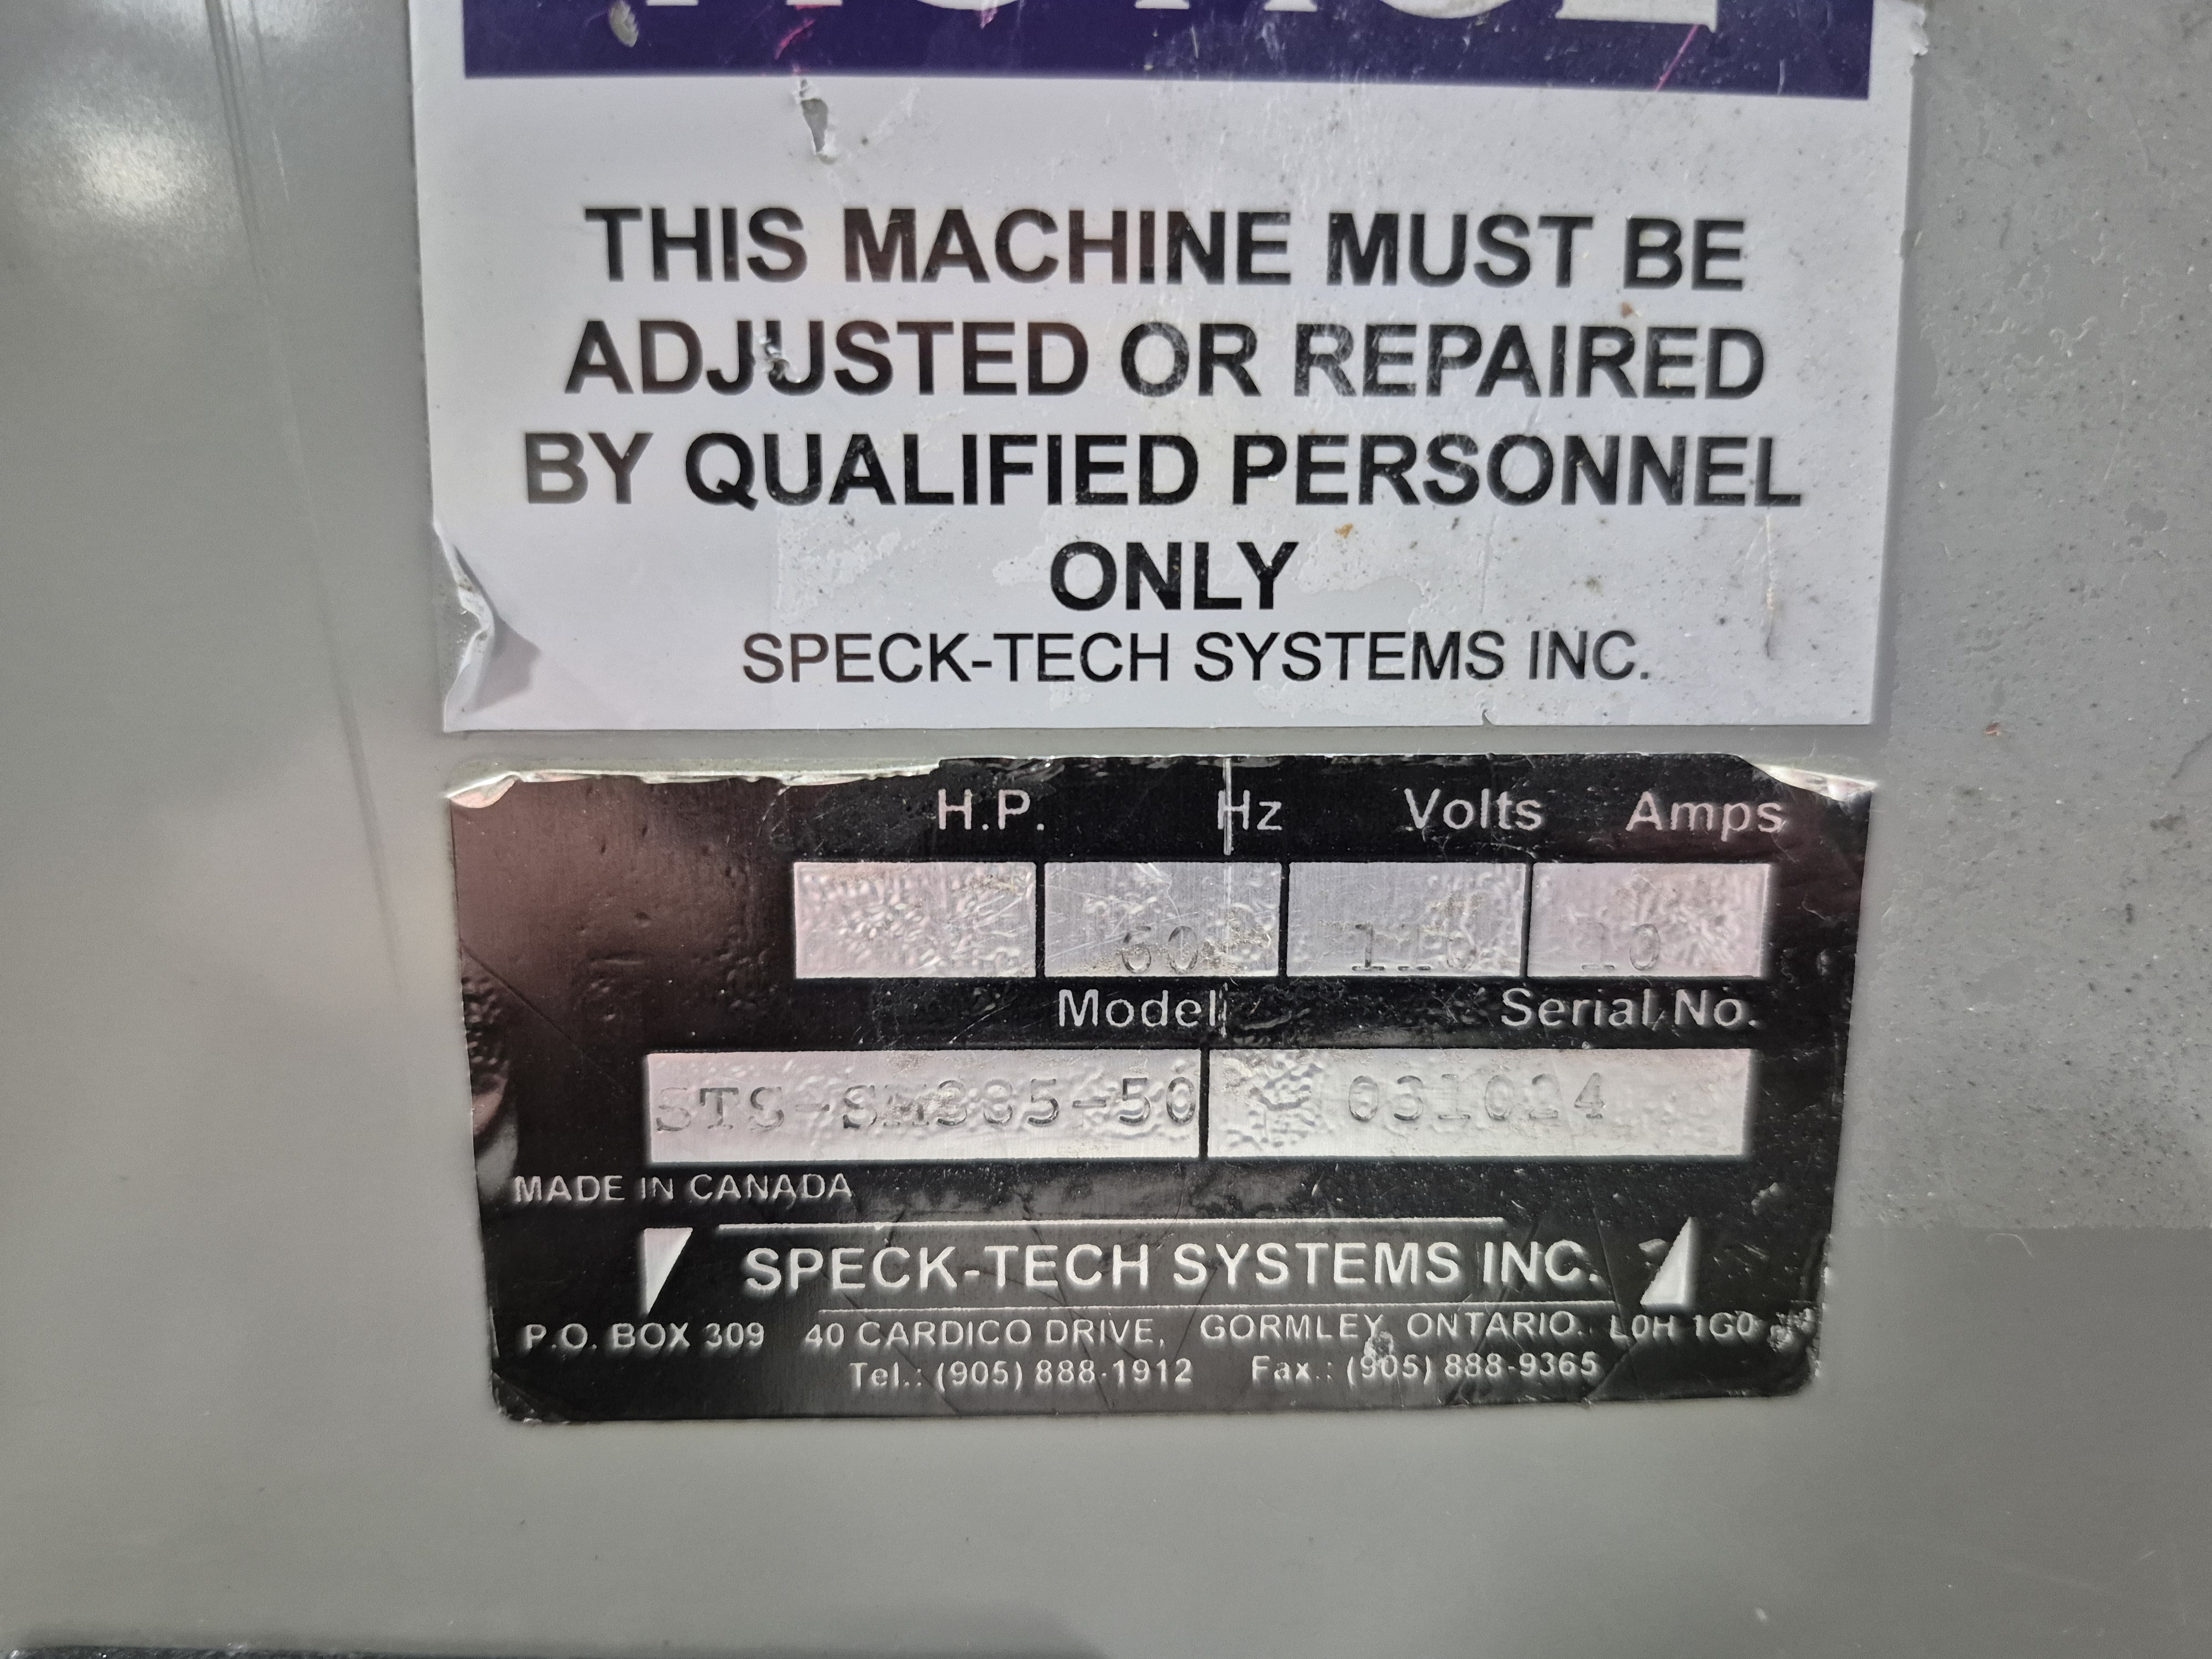 NOTICE
THIS MACHINE MUST BE
ADJUSTED OR REPAIRED
BY QUALIFIED PERSONNEL
ONLY
SPECK-TECH SYSTEMS INC.
H.P. Hz Volts Amps
60 110 10
Model Serial No.
031024
MADE IN CANADA
SPECK-TECH SYSTEMS INC.
P.O. BOX 309 40 CARDICO DRIVE, GORMLEY, ONTARIO. L0H 1G0
Tel.: (905) 888-1912 Fax.: (905) 888-9365